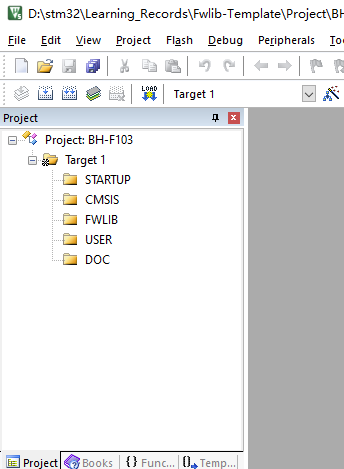 D:\stm32\Learning_Records\Fwlib-Template\Project\BH
File Edit View Project Flash Debug Peripherals Tools
LOAD
Target 1
Project
Project: BH-F103
Target 1
STARTUP
CMSIS
FWLIB
USER
DOC
Project Books {} Func... Temp...